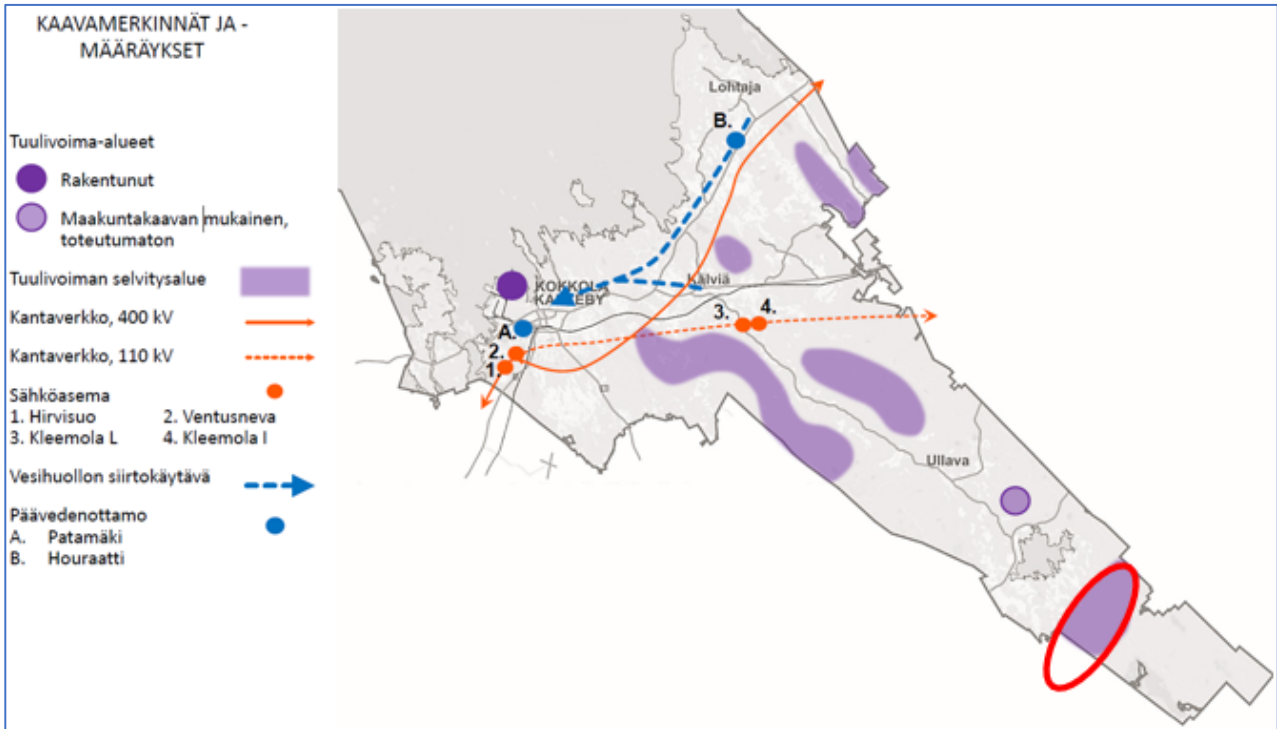 KAAVAMERKINNÄT JA -
MÄÄRÄYKSET
Tuulivoima-alueet
Rakentunut
Maakuntakaavan mukainen,
toteutumaton
Tuulivoiman selvitysalue
Kantaverkko, 400 kV
Kantaverkko, 110 kV
Sähköasema
1. Hirvisuo 2. Ventusneva
3. Kleemola L 4. Kleemola I
Vesihuollon siirtokäytävä
Päävedenottamo
A. Patamäki
B. Houraatti
Lohtaja
B.
Kälviä
KOKKOLA
KARLEBY
A.
3. 4.
2.
1.
Ullava